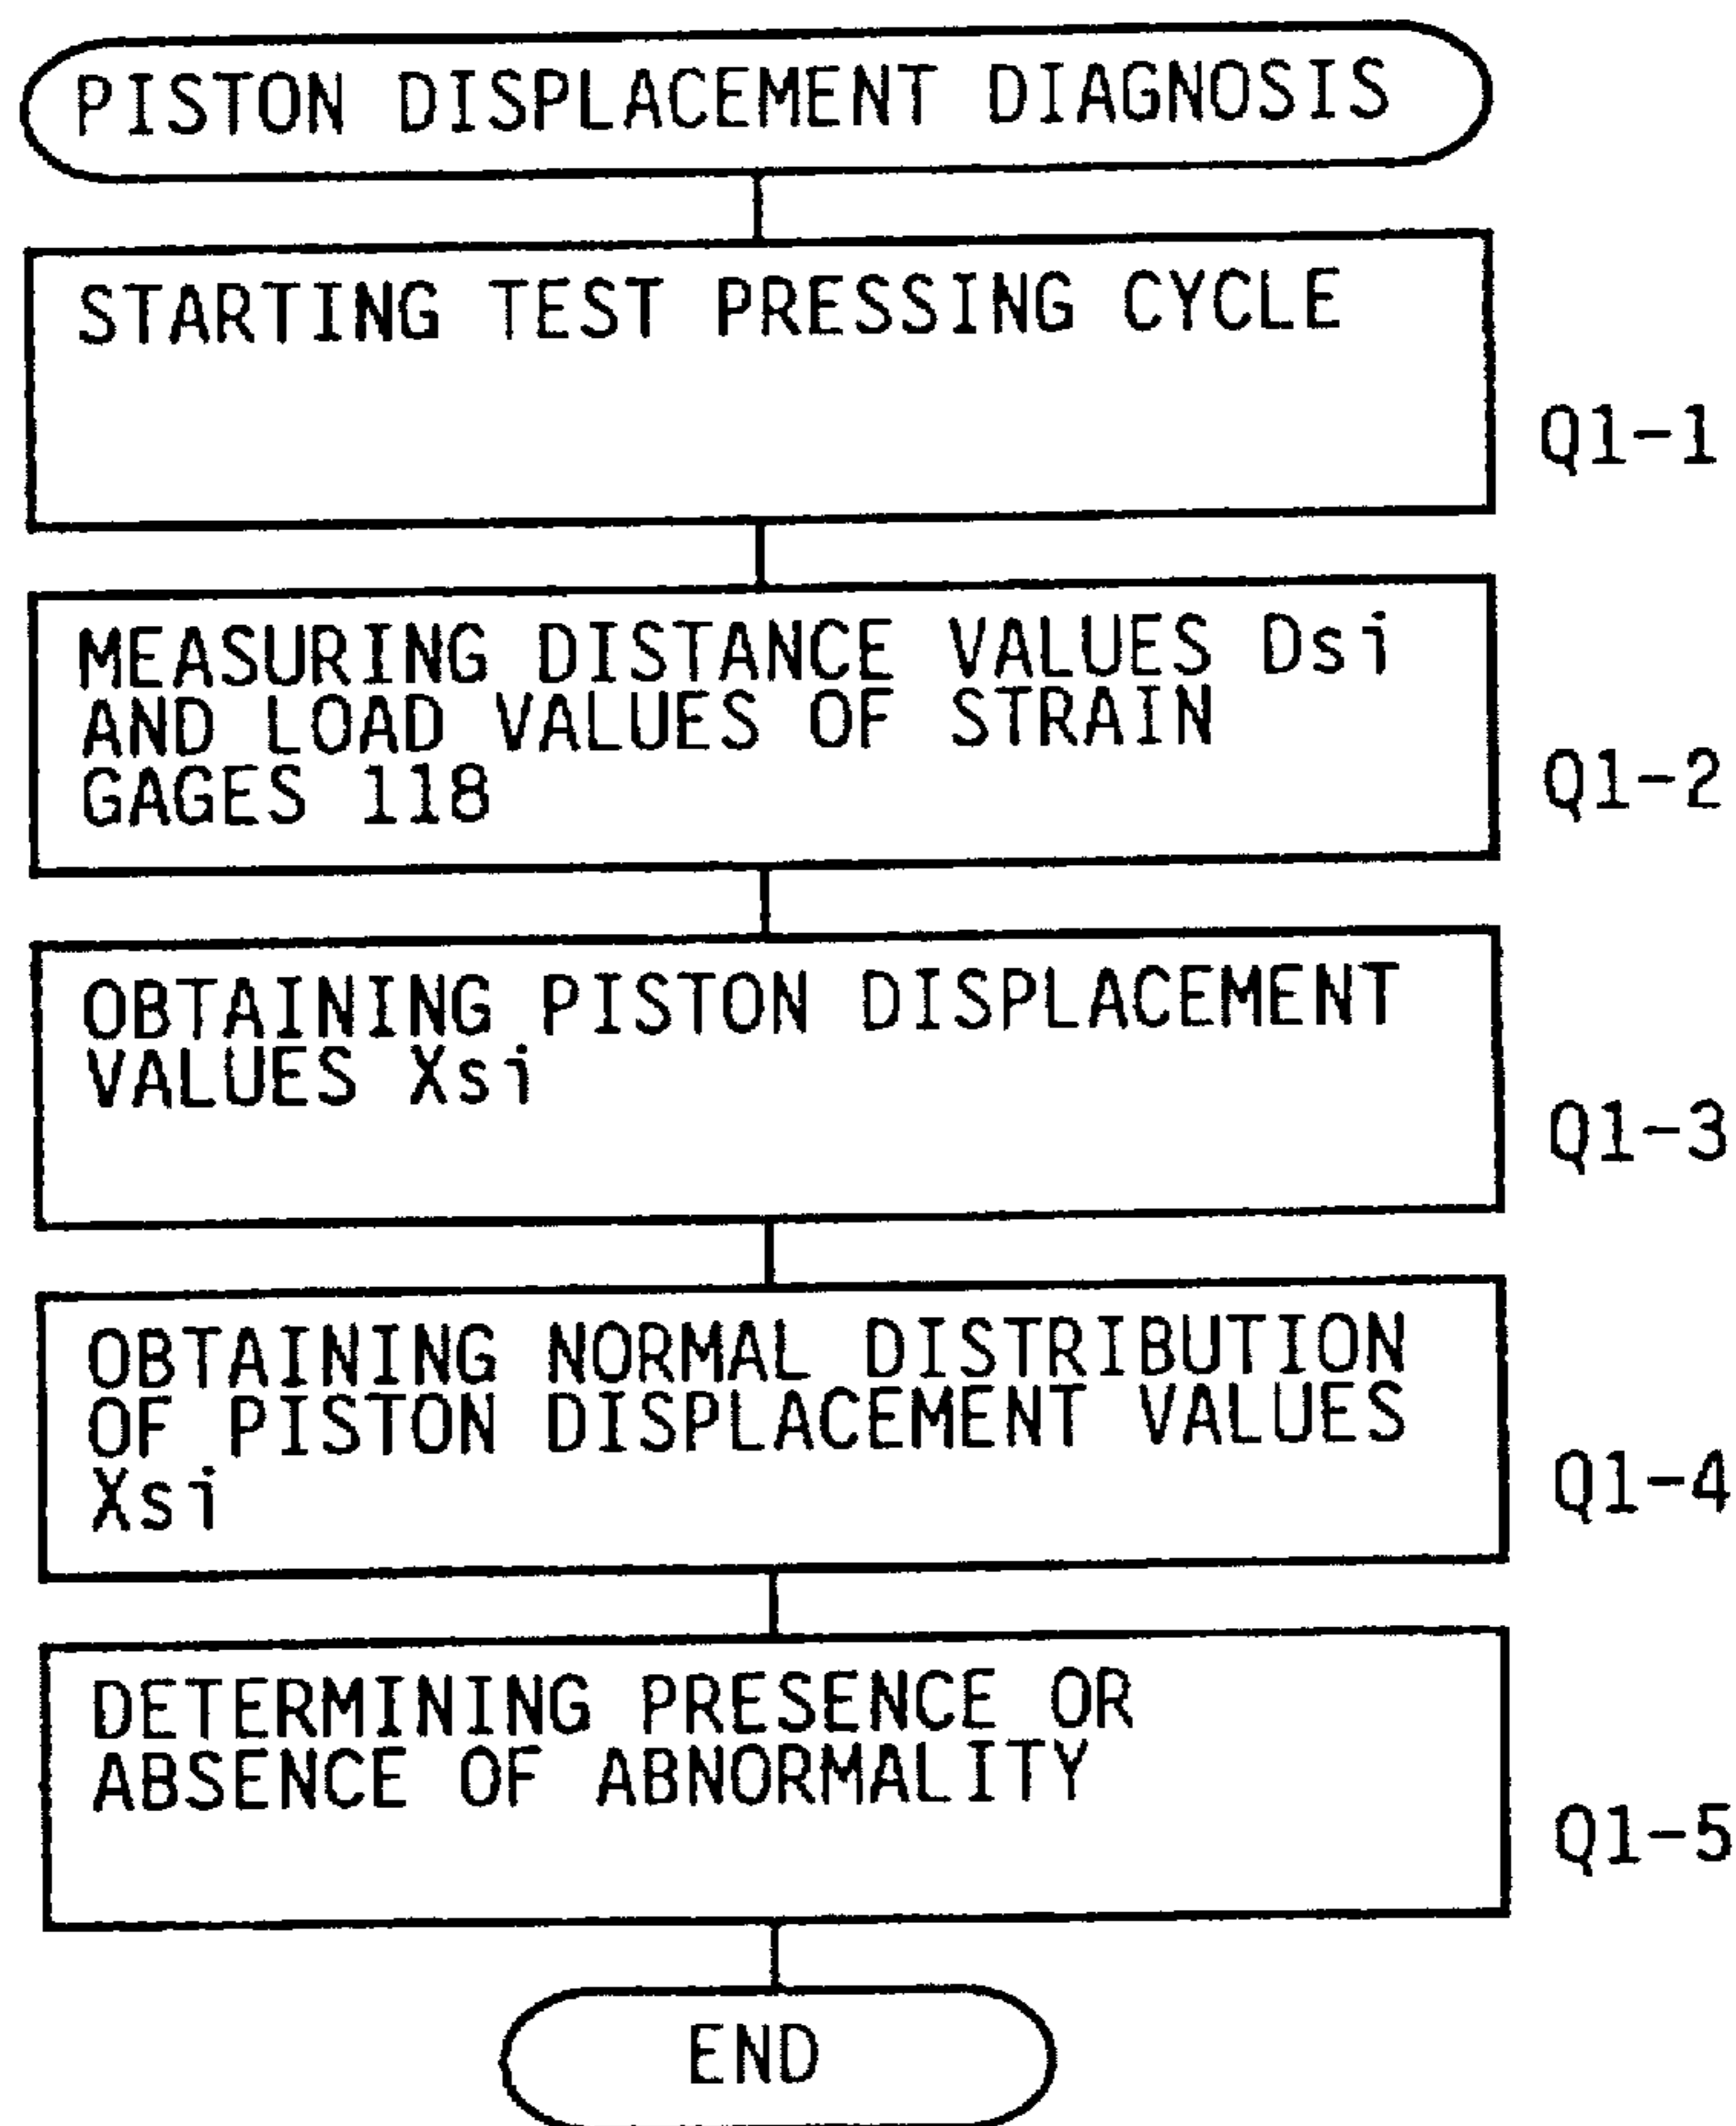 PISTON DISPLACEMENT DIAGNOSIS
STARTING TEST PRESSING CYCLE
Q1-1
MEASURING DISTANCE VALUES Dsi
AND LOAD VALUES OF STRAIN
GAGES 118
Q1-2
OBTAINING PISTON DISPLACEMENT
VALUES Xsi
Q1-3
OBTAINING NORMAL DISTRIBUTION
OF PISTON DISPLACEMENT VALUES
Xsi
Q1-4
DETERMINING PRESENCE OR
ABSENCE OF ABNORMALITY
Q1-5
END